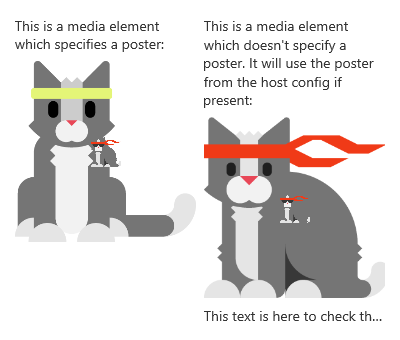 This is a media element
which specifies a poster:
This is a media element
which doesn't specify a
poster. It will use the poster
from the host config if
present:
This text is here to check th...